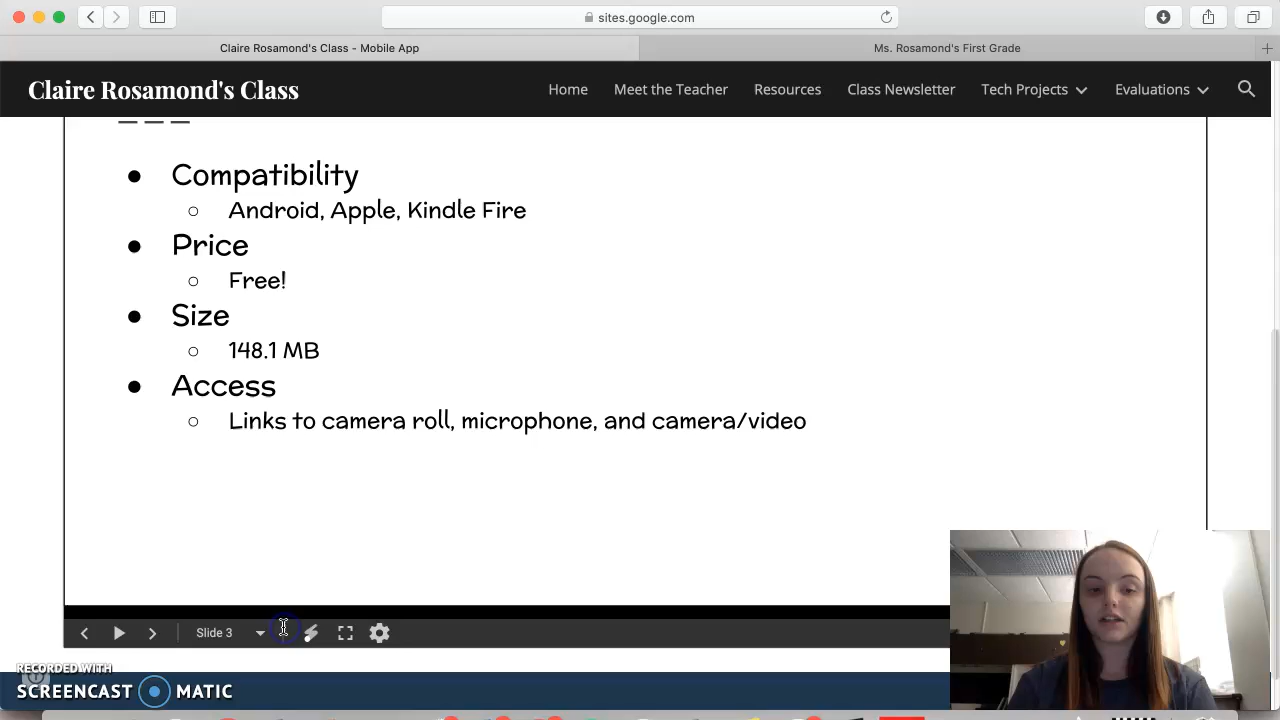 sites.google.com
Claire Rosamond's Class - Mobile App
Ms. Rosamond's First Grade
Claire Rosamond's Class
Home
Meet the Teacher
Resources
Class Newsletter
Tech Projects
Evaluations
Compatibility
Android, Apple, Kindle Fire
Price
Free!
Size
148.1 MB
Access
Links to camera roll, microphone, and camera/video
Slide 3
RECORDED WITH
SCREENCAST MATIC